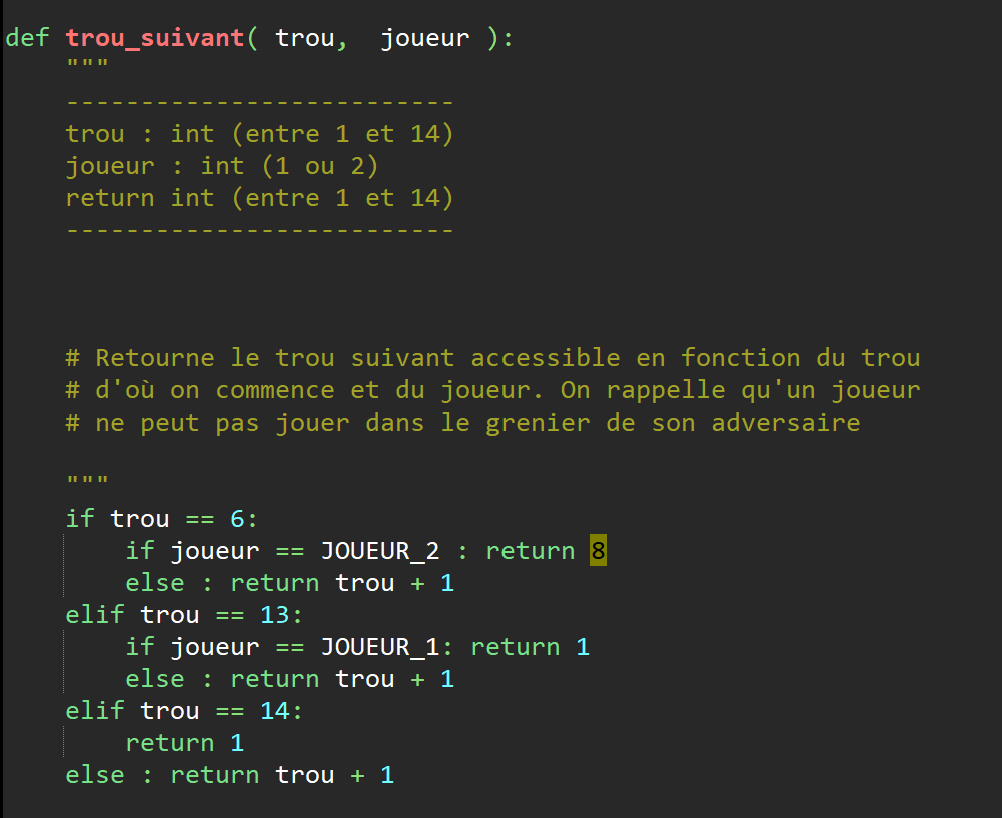 def trou_suivant( trou,  joueur ):
    """
    --------------------------
    trou : int (entre 1 et 14)
    joueur : int (1 ou 2)
    return int (entre 1 et 14)
    --------------------------
    # Retourne le trou suivant accessible en fonction du trou
    # d'où on commence et du joueur. On rappelle qu'un joueur
    # ne peut pas jouer dans le grenier de son adversaire
    """
    if trou == 6:
        if joueur == JOUEUR_2 : return 8
        else : return trou + 1
    elif trou == 13:
        if joueur == JOUEUR_1: return 1
        else : return trou + 1
    elif trou == 14:
        return 1
    else : return trou + 1